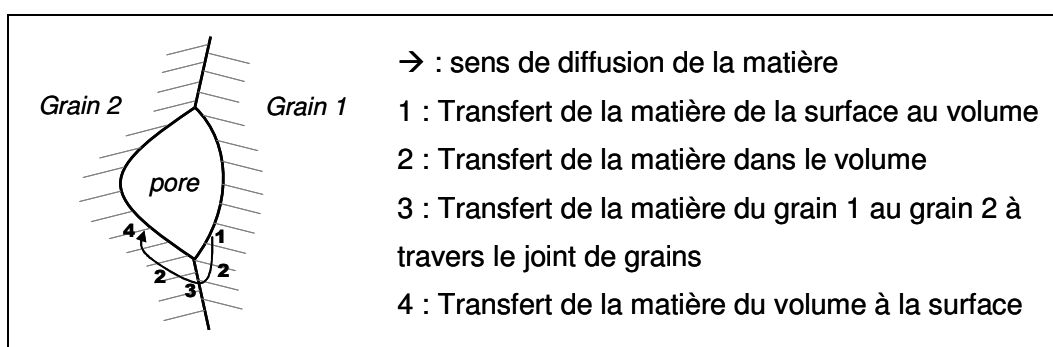 → : sens de diffusion de la matière
Grain 2
Grain 1
1 : Transfert de la matière de la surface au volume
2 : Transfert de la matière dans le volume
pore
3 : Transfert de la matière du grain 1 au grain 2 à
travers le joint de grains
4 : Transfert de la matière du volume à la surface
4
1
2
2
3